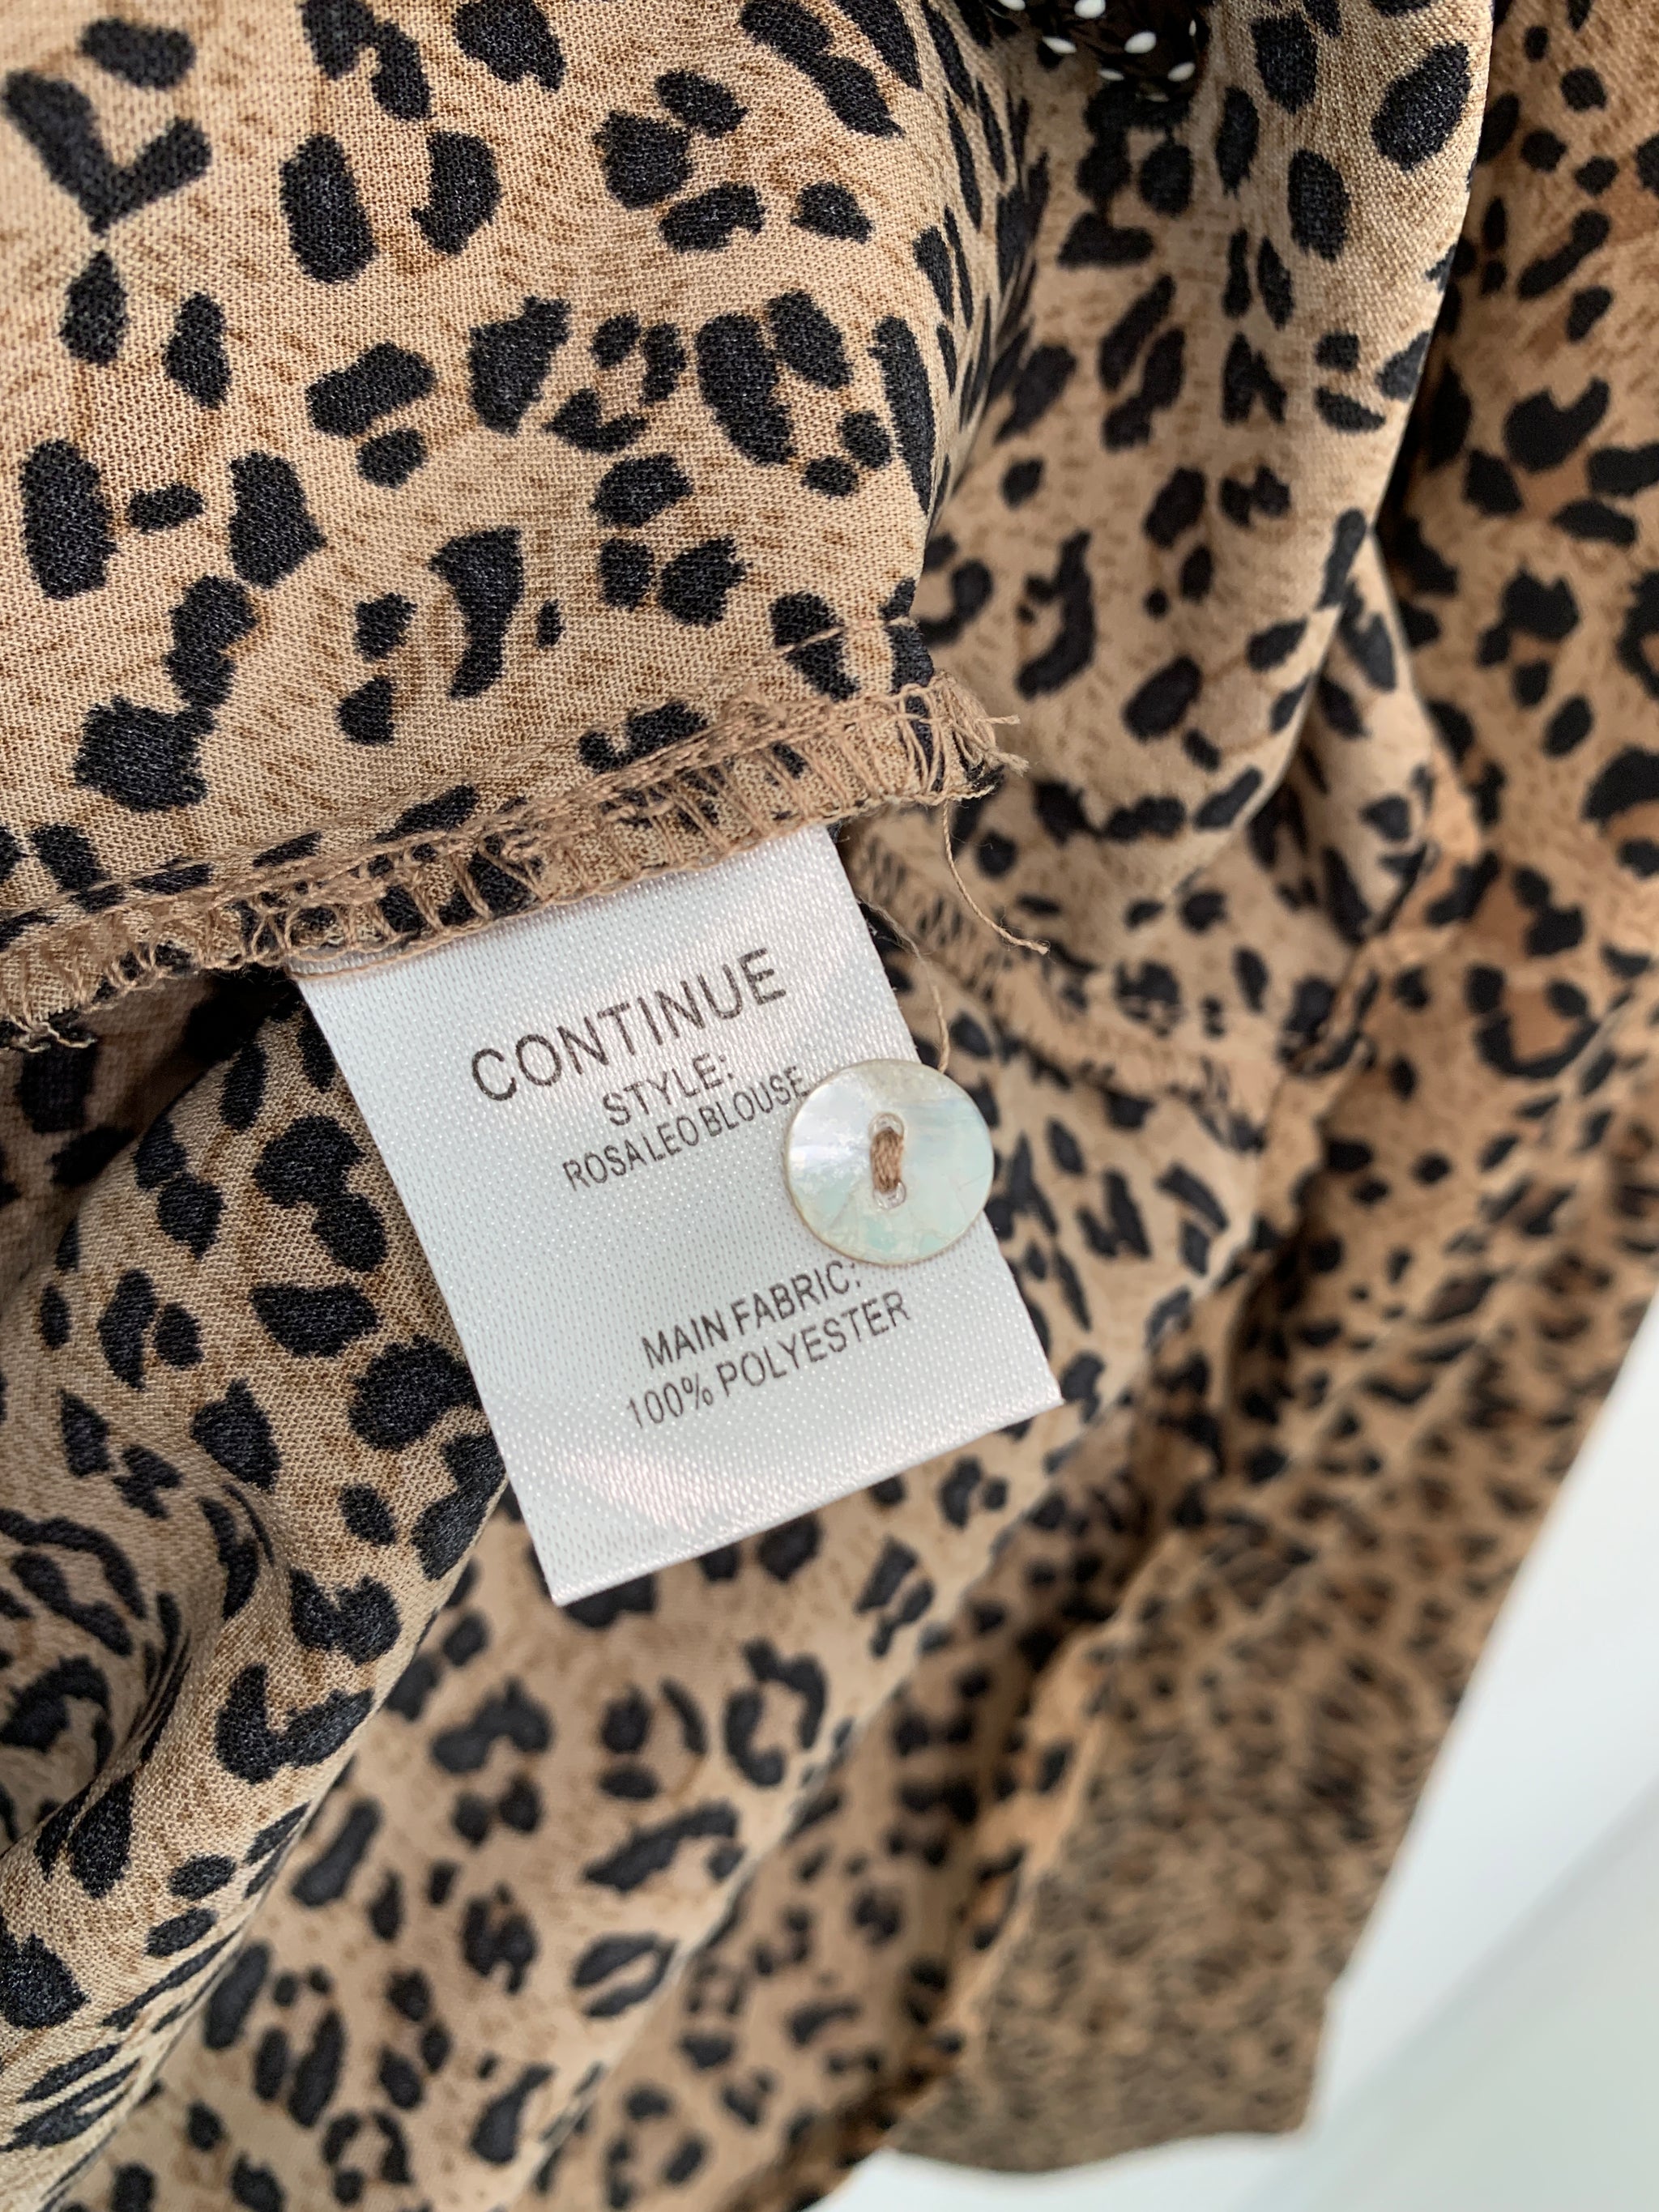 CONTINUE
STYLE:
ROSA LEO BLOUSE
MAIN FABRIC:
100% POLYESTER